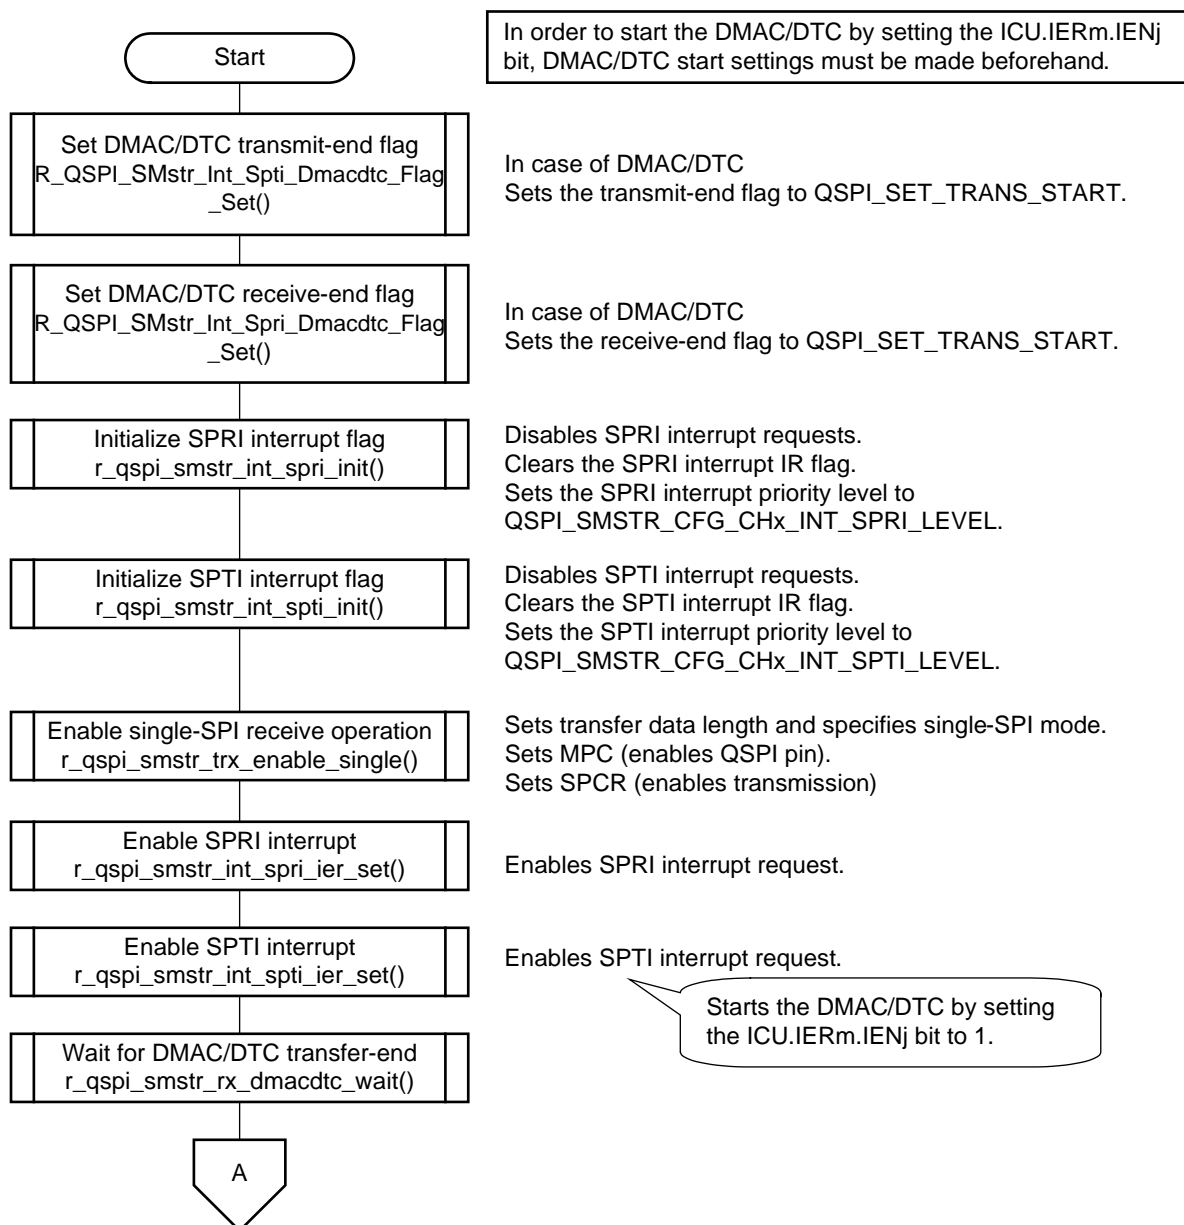 Start
In order to start the DMAC/DTC by setting the ICU.IERm.IENj
bit, DMAC/DTC start settings must be made beforehand.
Set DMAC/DTC transmit-end flag
R_QSPI_SMstr_Int_Spti_Dmacdtc_Flag
_Set()
In case of DMAC/DTC
Sets the transmit-end flag to QSPI_SET_TRANS_START.
Set DMAC/DTC receive-end flag
R_QSPI_SMstr_Int_Spri_Dmacdtc_Flag
_Set()
In case of DMAC/DTC
Sets the receive-end flag to QSPI_SET_TRANS_START.
Initialize SPRI interrupt flag
r_qspi_smstr_int_spri_init()
Disables SPRI interrupt requests.
Clears the SPRI interrupt IR flag.
Sets the SPRI interrupt priority level to
QSPI_SMSTR_CFG_CHx_INT_SPRI_LEVEL.
Initialize SPTI interrupt flag
r_qspi_smstr_int_spti_init()
Disables SPTI interrupt requests.
Clears the SPTI interrupt IR flag.
Sets the SPTI interrupt priority level to
QSPI_SMSTR_CFG_CHx_INT_SPTI_LEVEL.
Enable single-SPI receive operation
r_qspi_smstr_trx_enable_single()
Sets transfer data length and specifies single-SPI mode.
Sets MPC (enables QSPI pin).
Sets SPCR (enables transmission)
Enable SPRI interrupt
r_qspi_smstr_int_spri_ier_set()
Enables SPRI interrupt request.
Enable SPTI interrupt
r_qspi_smstr_int_spti_ier_set()
Enables SPTI interrupt request.
Starts the DMAC/DTC by setting
the ICU.IERm.IENj bit to 1.
Wait for DMAC/DTC transfer-end
r_qspi_smstr_rx_dmacdtc_wait()
A